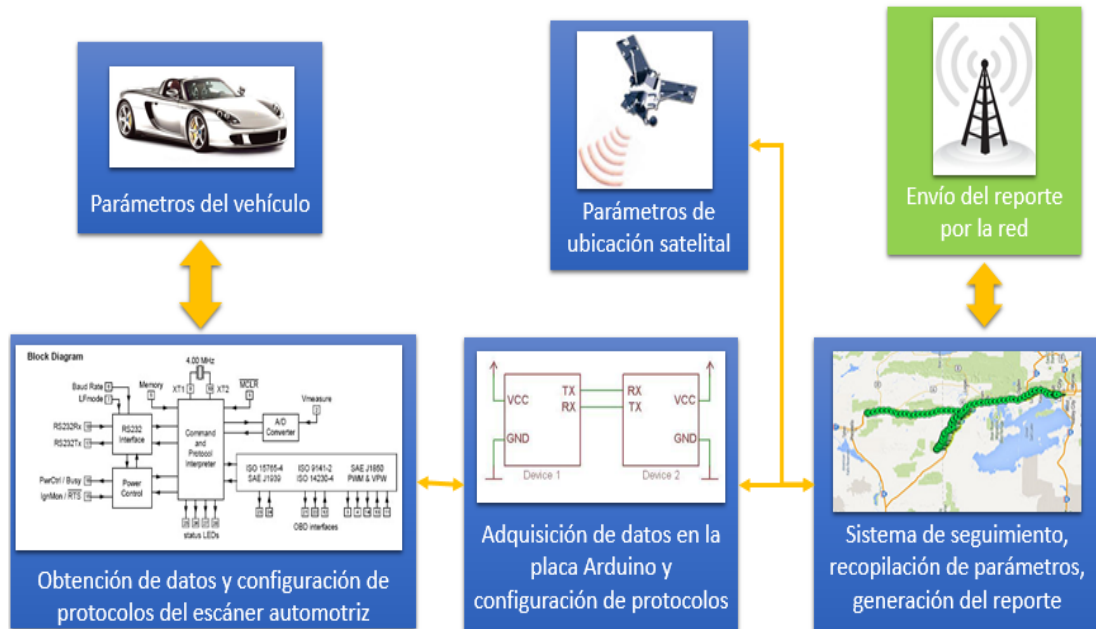 Parámetros del vehículo
Parámetros de
ubicación satelital
Envío del reporte
por la red
Block Diagram
4.00 MHz
Baud Rate
LFmode
Memory
XT1
XT2
MCLR
Vmeasure
RS232Rx
RS232Tx
RS232
Interface
Command
and
Protocol
Interpreter
A/D
Converter
PwrCtrl / Busy
IgnMon / RTS
Power
Control
ISO 15765-4
SAE J1939
ISO 9141-2
ISO 14230-4
SAE J1850
PWM & VPW
status LEDs
OBD interfaces
Obtención de datos y configuración de
protocolos del escáner automotriz
VCC
GND
TX
RX
Device 1
RX
TX
VCC
GND
Device 2
Adquisición de datos en la
placa Arduino y
configuración de protocolos
Sistema de seguimiento,
recopilación de parámetros,
generación del reporte